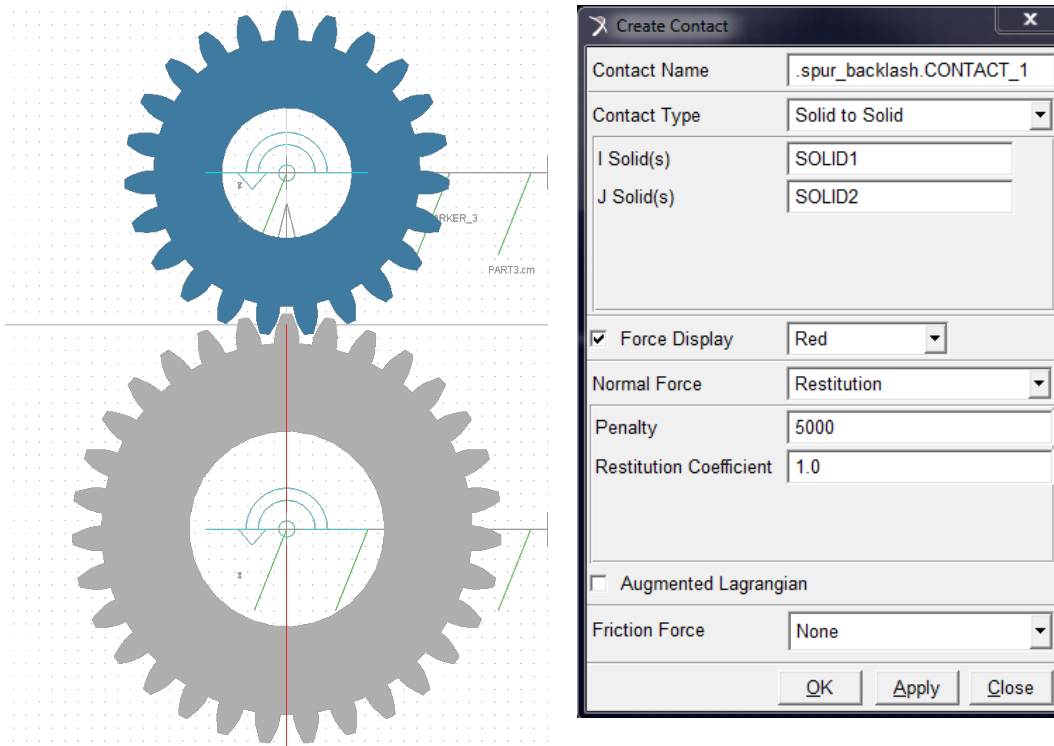 ARKER_3
PART3.cm
Create Contact
Contact Name
.spur_backlash.CONTACT_1
Contact Type
Solid to Solid
I Solid(s)
SOLID1
J Solid(s)
SOLID2
Force Display
Red
Normal Force
Restitution
Penalty
5000
Restitution Coefficient
1.0
Augmented Lagrangian
Friction Force
None
OK
Apply
Close